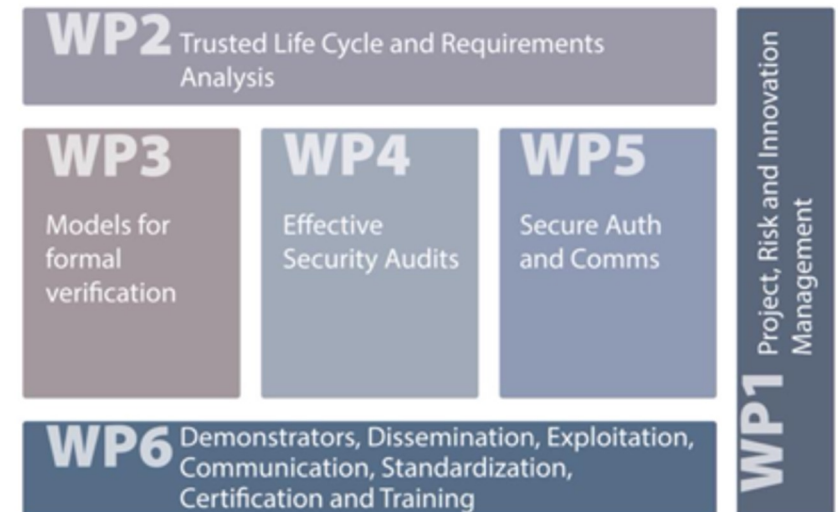 WP2 Trusted Life Cycle and Requirements
Analysis
WP3
Models for
formal
verification
WP4
Effective
Security Audits
WP5
Secure Auth
and Comms
WP6 Demonstrators, Dissemination, Exploitation,
Communication, Standardization,
Certification and Training
WP1 Project, Risk and Innovation
Management